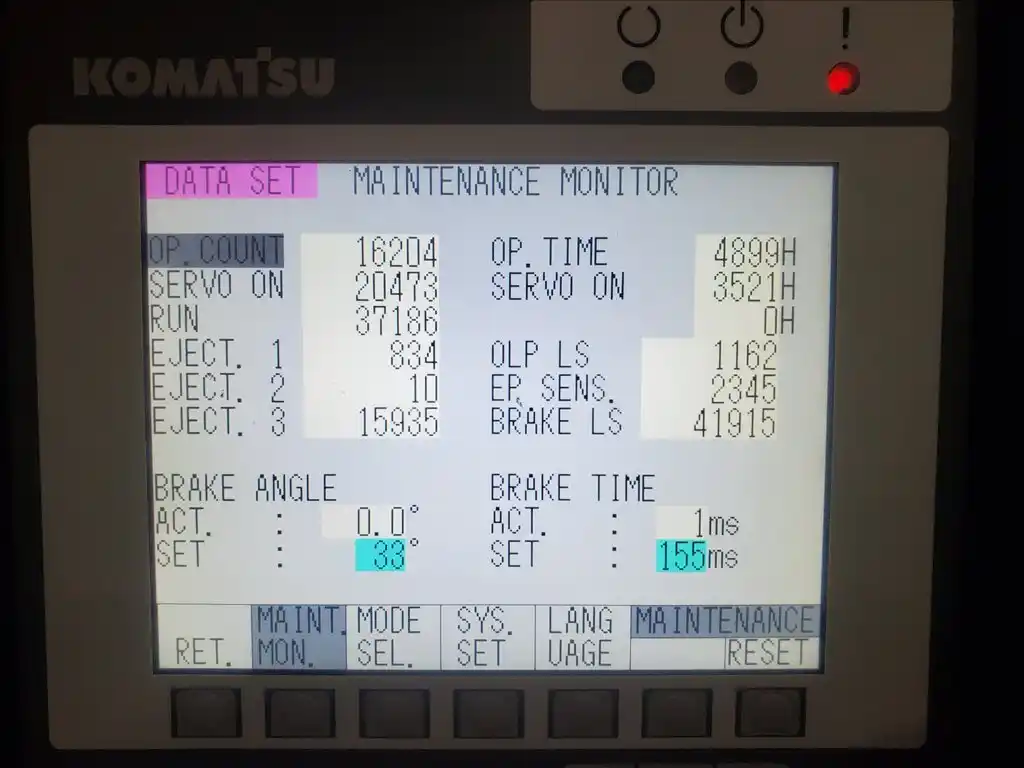 KOMATSU
!
DATA SET MAINTENANCE MONITOR
OP. COUNT 16204 OP. TIME 4899H
SERVO ON 20473 SERVO ON 3521H
RUN 37186 0H
EJECT. 1 834 OLP LS 1162
EJECT. 2 10 EP. SENS. 2345
EJECT. 3 15935 BRAKE LS 41915
BRAKE ANGLE BRAKE TIME
ACT. : 0.0° ACT. : 1ms
SET : 33° SET : 155ms
MAINT. MODE SYS. LANG MAINTENANCE
RET. MON. SEL. SET UAGE RESET